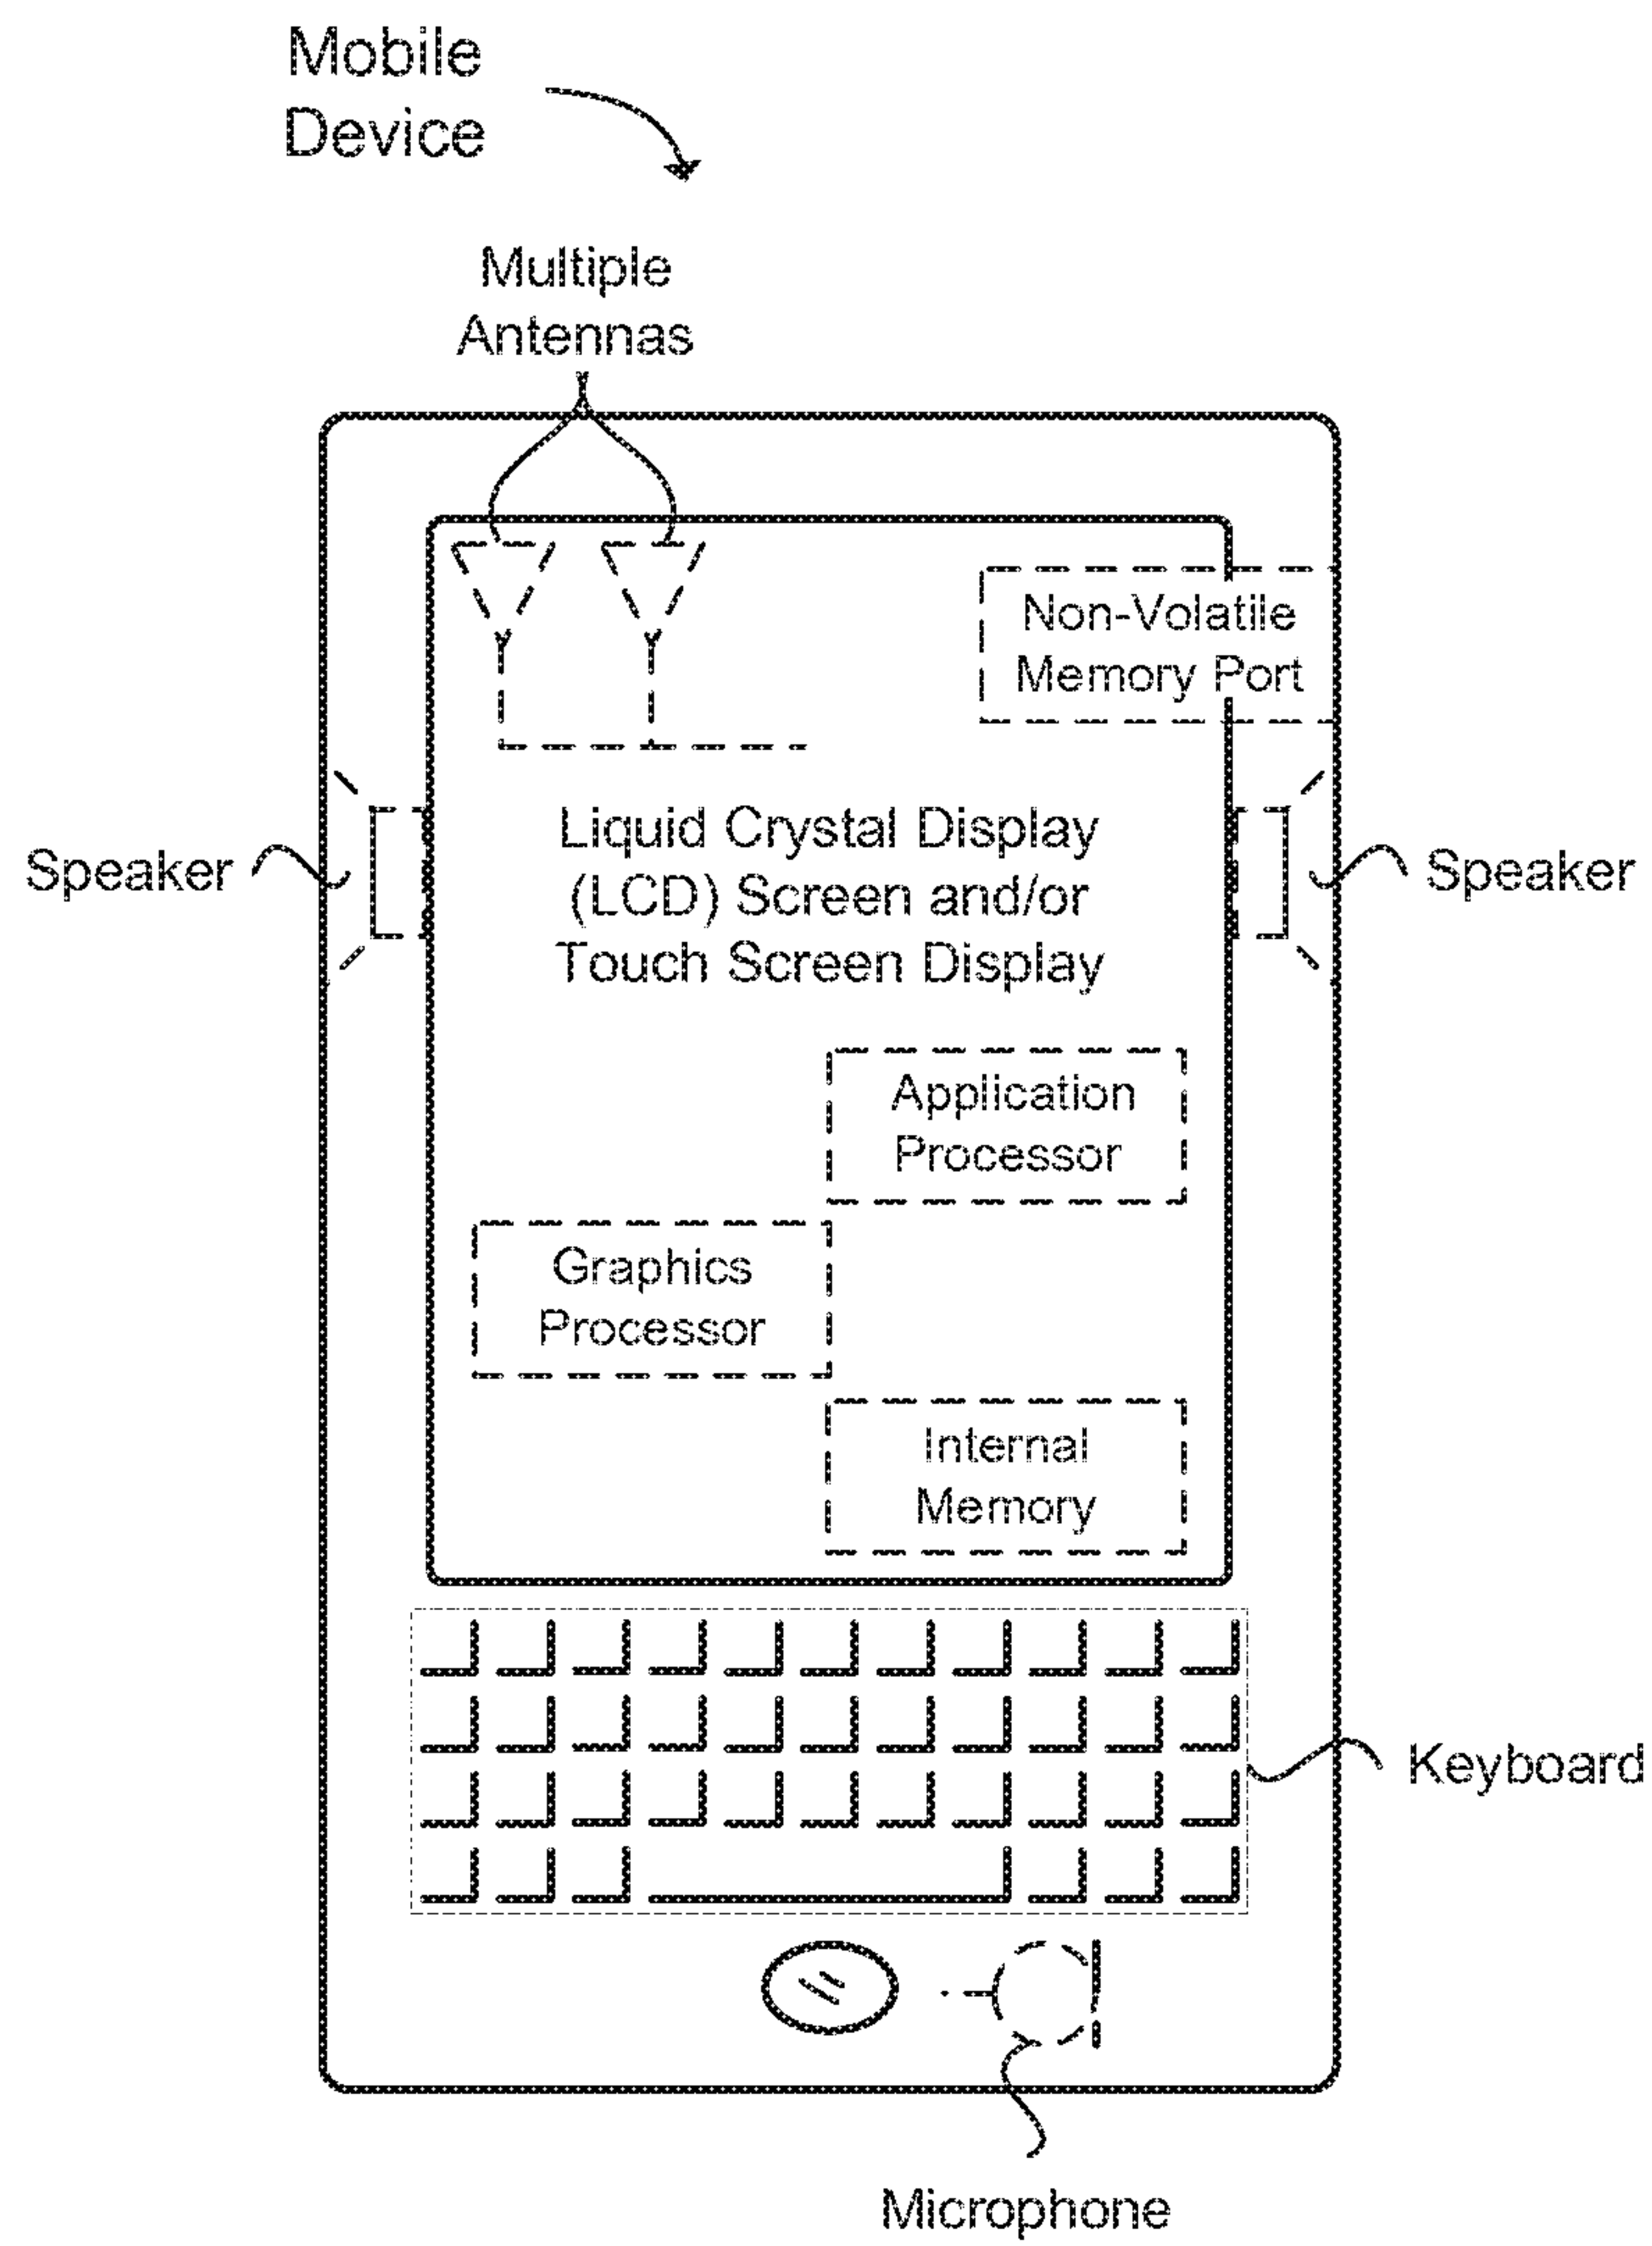 Mobile
Device
Multiple
Antennas
Non-Volatile
Memory Port
Speaker
Liquid Crystal Display
(LCD) Screen and/or
Touch Screen Display
Speaker
Application
Processor
Graphics
Processor
Internal
Memory
Keyboard
Microphone